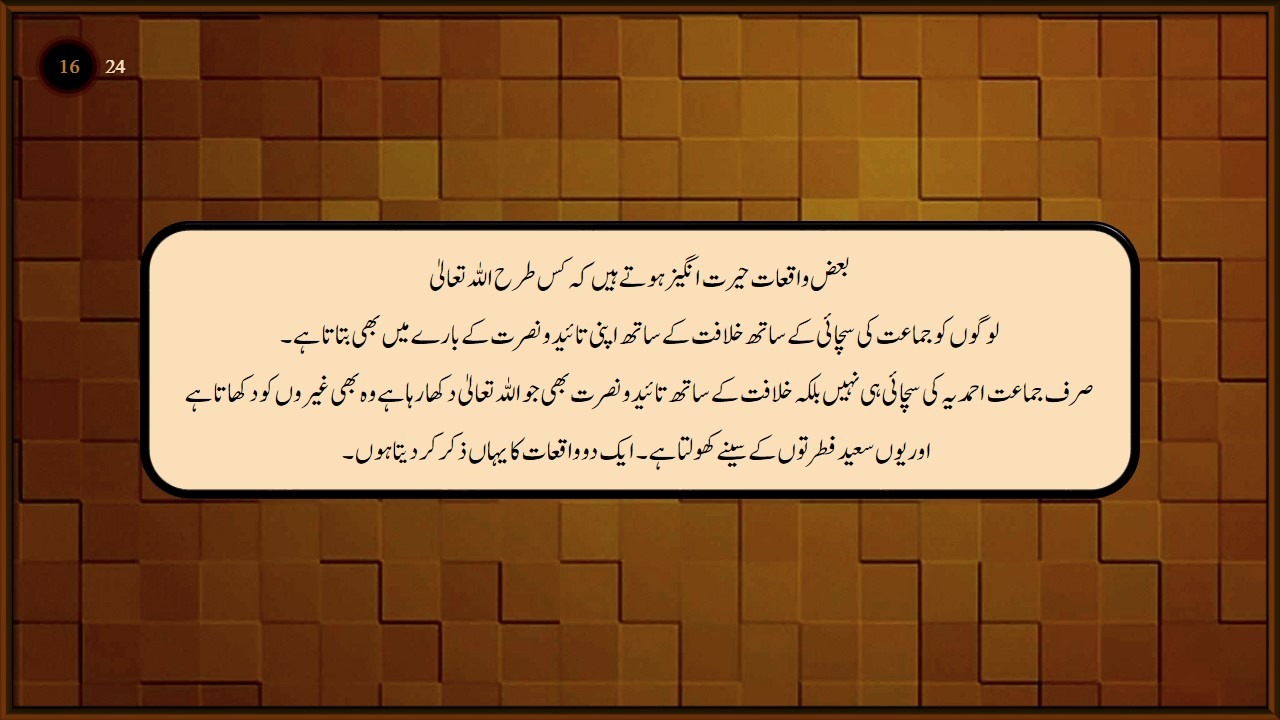 16 24
بعض واقعات حیرت انگیز ہوتے ہیں کہ کس طرح اللہ تعالیٰ
لوگوں کو جماعت کی سچائی کے ساتھ خلافت کے ساتھ اپنی تائید و نصرت کے بارے میں بھی بتاتا ہے۔
صرف جماعت احمدیہ کی سچائی ہی نہیں بلکہ خلافت کے ساتھ تائید و نصرت بھی جو اللہ تعالیٰ دکھا رہا ہے وہ بھی غیروں کو دکھاتا ہے
اور یوں سعید فطرتوں کے سینے کھولتا ہے۔ ایک دو واقعات کا یہاں ذکر کر دیتا ہوں۔